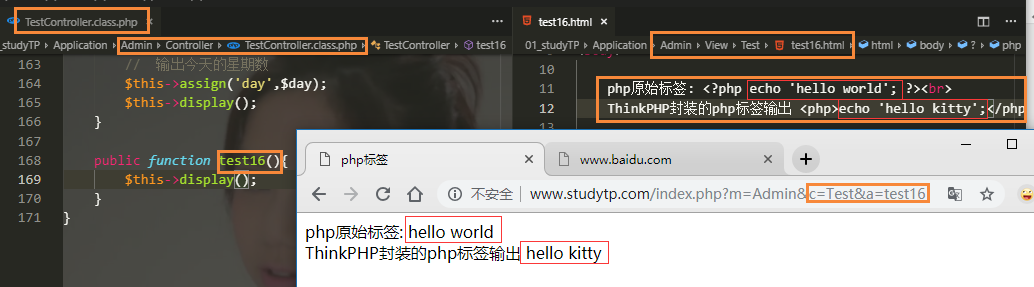 TestController.class.php
_studyTP > Application > Admin > Controller > TestController.class.php > TestController > test16
163 // 输出今天的星期数
164 $this->assign('day',$day);
165 $this->display();
166 }
167
168 public function test16(){
169 $this->display();
170 }
171 }
test16.html ×
01_studyTP > Application > Admin > View > Test > test16.html > html > body > ? > php
10
11 php原始标签: <?php echo 'hello world'; ?><br>
12 ThinkPHP封装的php标签输出 <php>echo 'hello kitty';</php
php标签 ×
www.baidu.com ×
不安全 | www.studytp.com/index.php?m=Admin&c=Test&a=test16
php原始标签: hello world
ThinkPHP封装的php标签输出 hello kitty